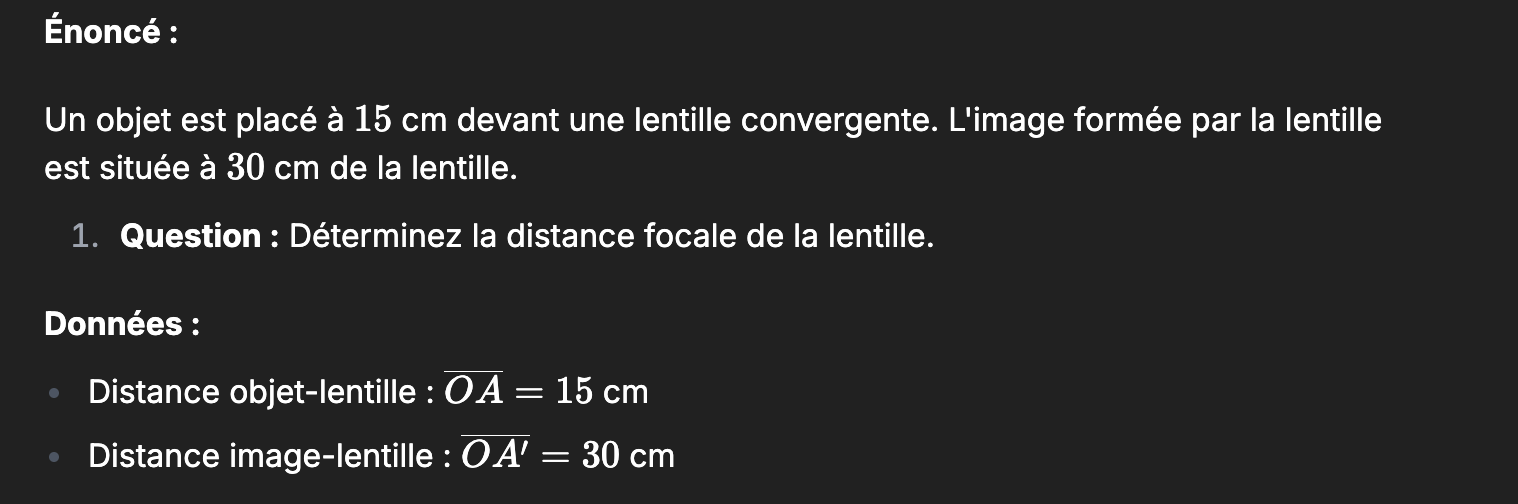 Énoncé :
Un objet est placé à 15 cm devant une lentille convergente. L'image formée par la lentille
est située à 30 cm de la lentille.
1. Question : Déterminez la distance focale de la lentille.
Données :
• Distance objet-lentille : $\overline{OA} = 15$ cm
• Distance image-lentille : $\overline{OA'} = 30$ cm